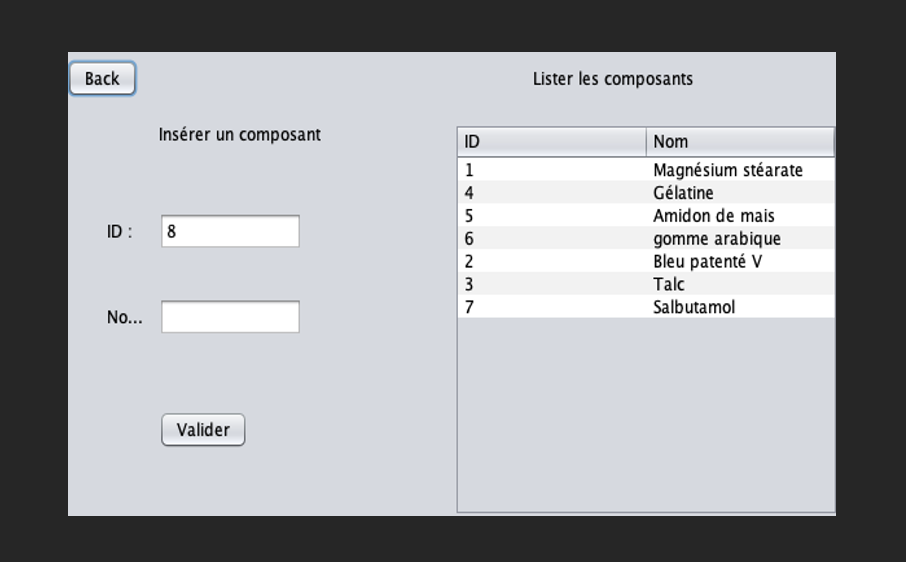 Back
Lister les composants
Insérer un composant
ID Nom
1 Magnésium stéarate
4 Gélatine
5 Amidon de mais
6 gomme arabique
2 Bleu patenté V
3 Talc
7 Salbutamol
ID : 8
No...
Valider